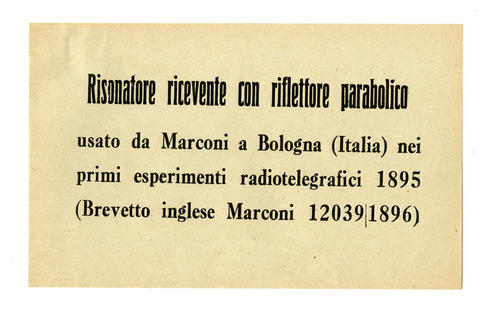 Risonatore ricevente con riflettore parabolico
usato da Marconi a Bologna (Italia) nei
primi esperimenti radiotelegrafici 1895
(Brevetto inglese Marconi 12039|1896)